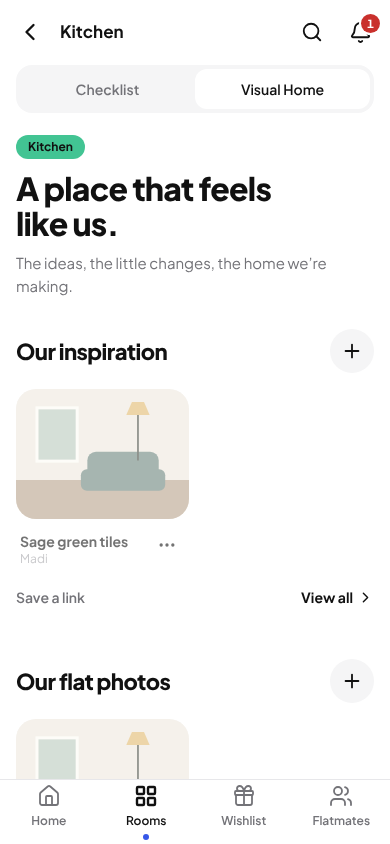 Kitchen
1
Checklist
Visual Home
Kitchen
A place that feels
like us.
The ideas, the little changes, the home we’re
making.
Our inspiration
Sage green tiles
Madi
Save a link
View all
Our flat photos
Home
Rooms
Wishlist
Flatmates